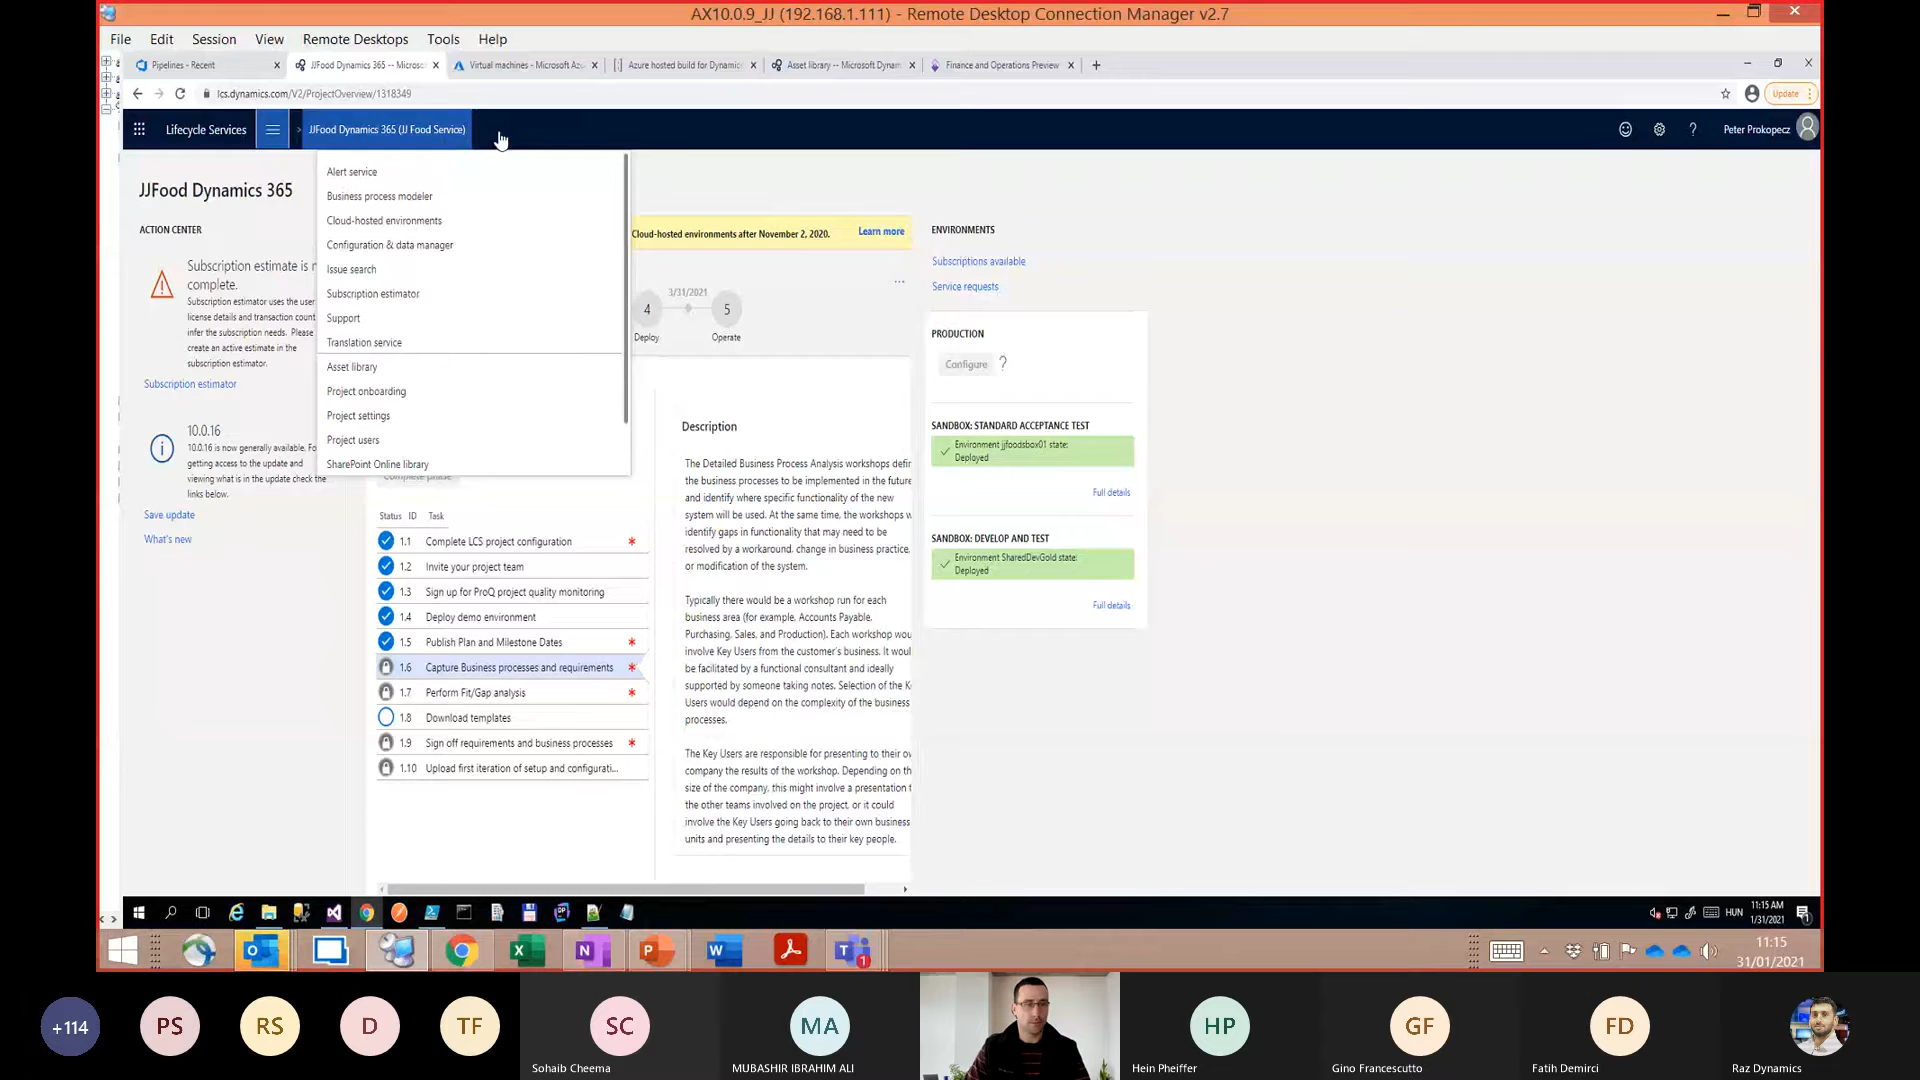 AX10.0.9_JJ (192.168.1.111) - Remote Desktop Connection Manager v2.7
File Edit Session View Remote Desktops Tools Help
Pipelines - Recent
JJFood Dynamics 365 -- Microso
Virtual machines - Microsoft Az
Azure hosted build for Dynamic
Asset library -- Microsoft Dynam
Finance and Operations Preview
lcs.dynamics.com/V2/ProjectOverview/1318349
Update
Lifecycle Services
> JJFood Dynamics 365 (JJ Food Service)
?
Peter Prokopecz
Alert service
Business process modeler
Cloud-hosted environments
Configuration & data manager
Issue search
Subscription estimator
Support
Translation service
Asset library
Project onboarding
Project settings
Project users
SharePoint Online library
JJFood Dynamics 365
ACTION CENTER
Subscription estimate is n
complete.
Subscription estimator uses the user
license details and transaction count
infer the subscription needs. Please
create an active estimate in the
subscription estimator.
Subscription estimator
10.0.16
10.0.16 is now generally available. Fo
getting access to the update and
viewing what is in the update check the
links below.
Save update
What's new
Cloud-hosted environments after November 2, 2020.
Learn more
...
3/31/2021
4
5
Deploy
Operate
Complete phase
Status ID Task
1.1 Complete LCS project configuration *
1.2 Invite your project team
1.3 Sign up for ProQ project quality monitoring
1.4 Deploy demo environment
1.5 Publish Plan and Milestone Dates *
1.6 Capture Business processes and requirements *
1.7 Perform Fit/Gap analysis *
1.8 Download templates
1.9 Sign off requirements and business processes *
1.10 Upload first iteration of setup and configurati...
Description
The Detailed Business Process Analysis workshops defin
the business processes to be implemented in the future
and identify where specific functionality of the new
system will be used. At the same time, the workshops w
identify gaps in functionality that may need to be
resolved by a workaround, change in business practice,
or modification of the system.
Typically there would be a workshop run for each
business area (for example, Accounts Payable,
Purchasing, Sales, and Production). Each workshop wou
involve Key Users from the customer's business. It woul
be facilitated by a functional consultant and ideally
supported by someone taking notes. Selection of the K
Users would depend on the complexity of the business
processes.
The Key Users are responsible for presenting to their ow
company the results of the workshop. Depending on th
size of the company, this might involve a presentation t
the other teams involved on the project, or it could
involve the Key Users going back to their own business
units and presenting the details to their key people.
ENVIRONMENTS
Subscriptions available
Service requests
PRODUCTION
Configure ?
SANDBOX: STANDARD ACCEPTANCE TEST
Environment jjfoodsbox01 state:
Deployed
Full details
SANDBOX: DEVELOP AND TEST
Environment SharedDevGold state:
Deployed
Full details
HUN
11:15 AM
1/31/2021
11:15
31/01/2021
+114
PS
RS
D
TF
SC
Sohaib Cheema
MA
MUBASHIR IBRAHIM ALI
HP
Hein Pheiffer
GF
Gino Francescutto
FD
Fatih Demirci
Raz Dynamics